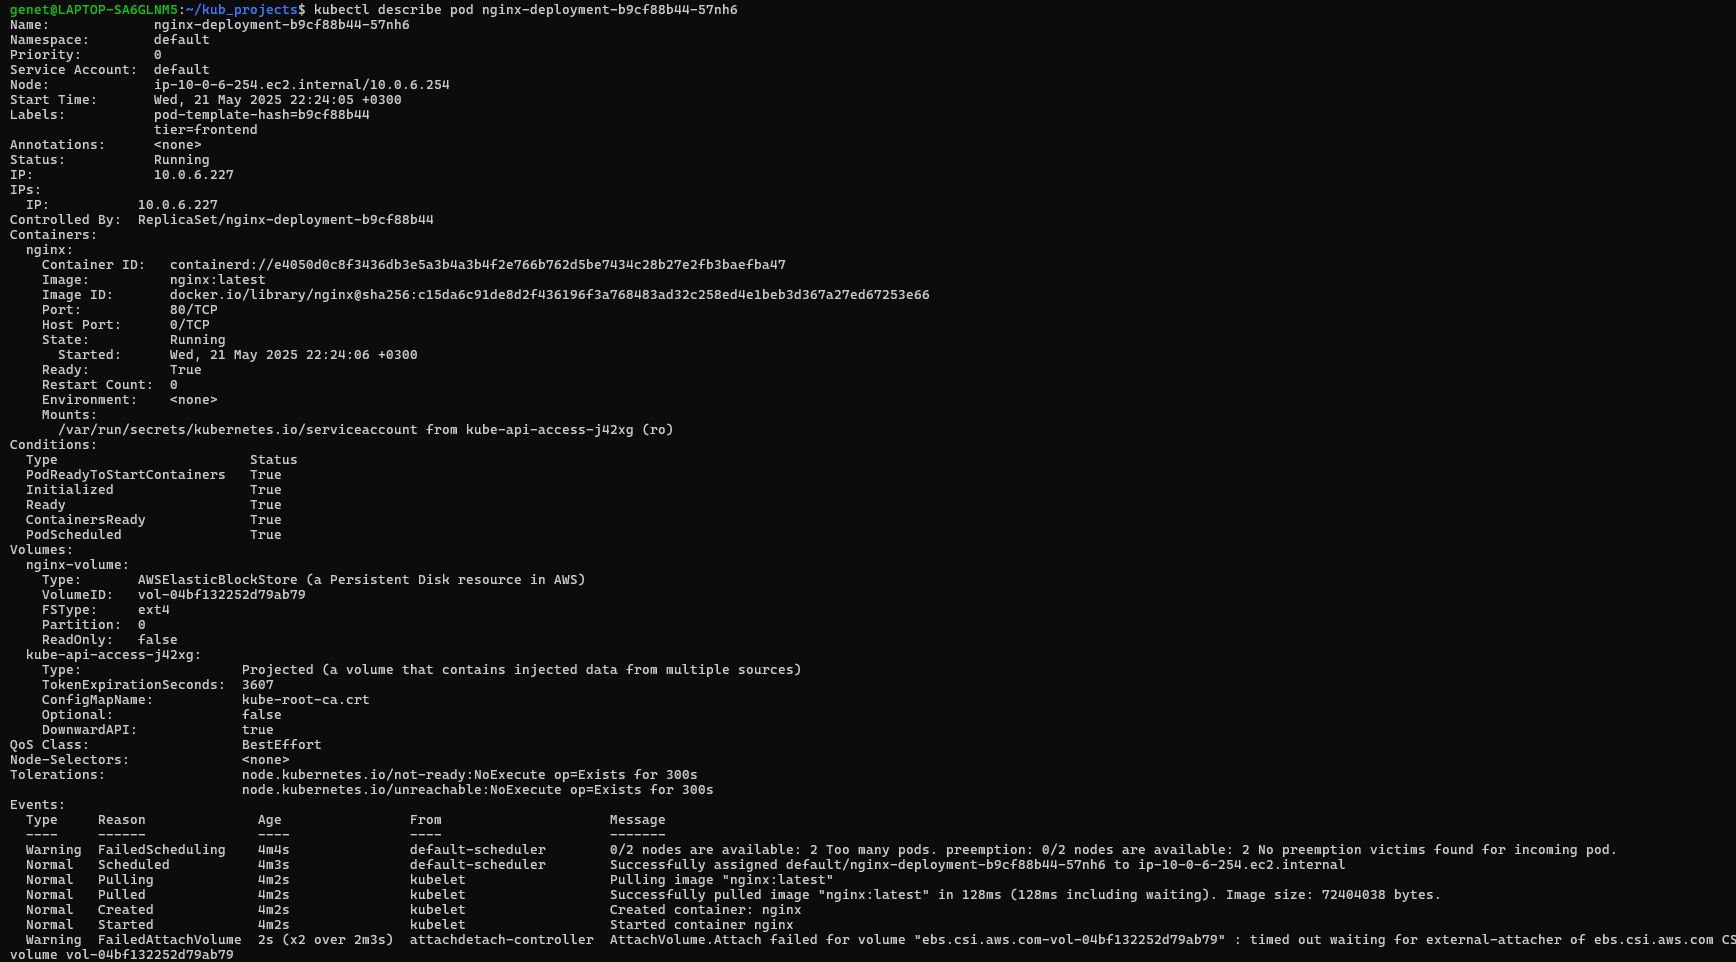 genet@LAPTOP-SA6GLNM5:~/kub_projects$ kubectl describe pod nginx-deployment-b9cf88b44-57nh6
Name:             nginx-deployment-b9cf88b44-57nh6
Namespace:        default
Priority:         0
Service Account:  default
Node:             ip-10-0-6-254.ec2.internal/10.0.6.254
Start Time:       Wed, 21 May 2025 22:24:05 +0300
Labels:           pod-template-hash=b9cf88b44
                  tier=frontend
Annotations:      <none>
Status:           Running
IP:               10.0.6.227
IPs:
  IP:           10.0.6.227
Controlled By:  ReplicaSet/nginx-deployment-b9cf88b44
Containers:
  nginx:
    Container ID:   containerd://e4050d0c8f3436db3e5a3b4a3b4f2e766b762d5be7434c28b27e2fb3baefba47
    Image:          nginx:latest
    Image ID:       docker.io/library/nginx@sha256:c15da6c91de8d2f436196f3a768483ad32c258ed4e1beb3d367a27ed67253e66
    Port:           80/TCP
    Host Port:      0/TCP
    State:          Running
      Started:      Wed, 21 May 2025 22:24:06 +0300
    Ready:          True
    Restart Count:  0
    Environment:    <none>
    Mounts:
      /var/run/secrets/kubernetes.io/serviceaccount from kube-api-access-j42xg (ro)
Conditions:
  Type                        Status
  PodReadyToStartContainers   True
  Initialized                 True
  Ready                       True
  ContainersReady             True
  PodScheduled                True
Volumes:
  nginx-volume:
    Type:       AWSElasticBlockStore (a Persistent Disk resource in AWS)
    VolumeID:   vol-04bf132252d79ab79
    FSType:     ext4
    Partition:  0
    ReadOnly:   false
  kube-api-access-j42xg:
    Type:                    Projected (a volume that contains injected data from multiple sources)
    TokenExpirationSeconds:  3607
    ConfigMapName:           kube-root-ca.crt
    Optional:                false
    DownwardAPI:             true
QoS Class:                   BestEffort
Node-Selectors:              <none>
Tolerations:                 node.kubernetes.io/not-ready:NoExecute op=Exists for 300s
                             node.kubernetes.io/unreachable:NoExecute op=Exists for 300s
Events:
  Type     Reason              Age                From                     Message
  ----     ------              ----               ----                     -------
  Warning  FailedScheduling    4m4s               default-scheduler        0/2 nodes are available: 2 Too many pods. preemption: 0/2 nodes are available: 2 No preemption victims found for incoming pod.
  Normal   Scheduled           4m3s               default-scheduler        Successfully assigned default/nginx-deployment-b9cf88b44-57nh6 to ip-10-0-6-254.ec2.internal
  Normal   Pulling             4m2s               kubelet                  Pulling image "nginx:latest"
  Normal   Pulled              4m2s               kubelet                  Successfully pulled image "nginx:latest" in 128ms (128ms including waiting). Image size: 72404038 bytes.
  Normal   Created             4m2s               kubelet                  Created container: nginx
  Normal   Started             4m2s               kubelet                  Started container nginx
  Warning  FailedAttachVolume  2s (x2 over 2m3s)  attachdetach-controller  AttachVolume.Attach failed for volume "ebs.csi.aws.com-vol-04bf132252d79ab79" : timed out waiting for external-attacher of ebs.csi.aws.com CS
volume vol-04bf132252d79ab79